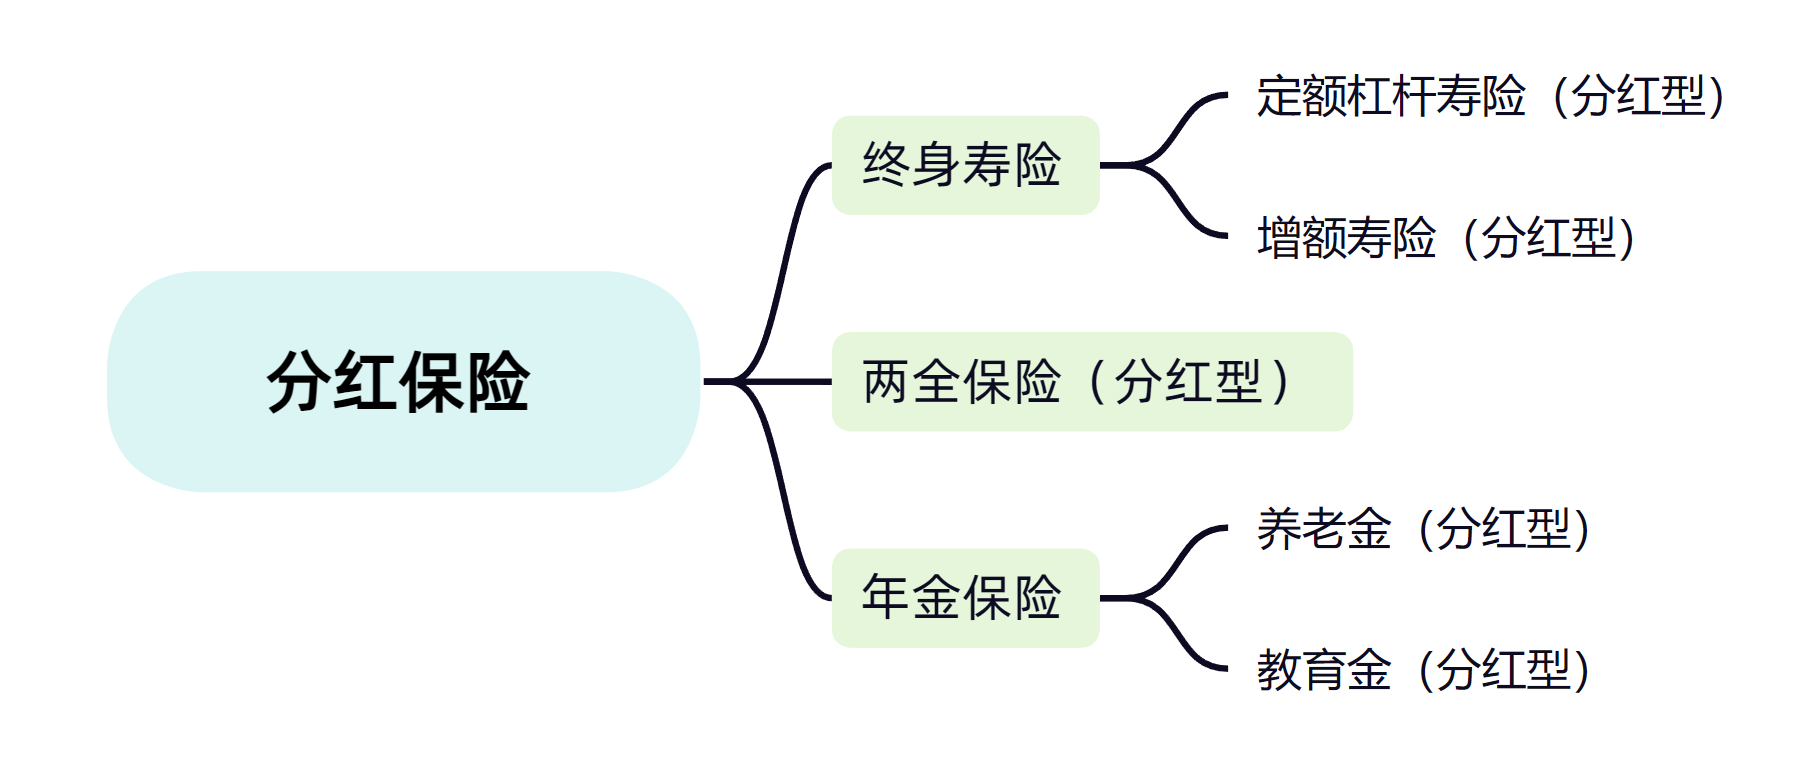 分红保险
终身寿险
定额杠杆寿险（分红型）
增额寿险（分红型）
两全保险（分红型）
年金保险
养老金（分红型）
教育金（分红型）